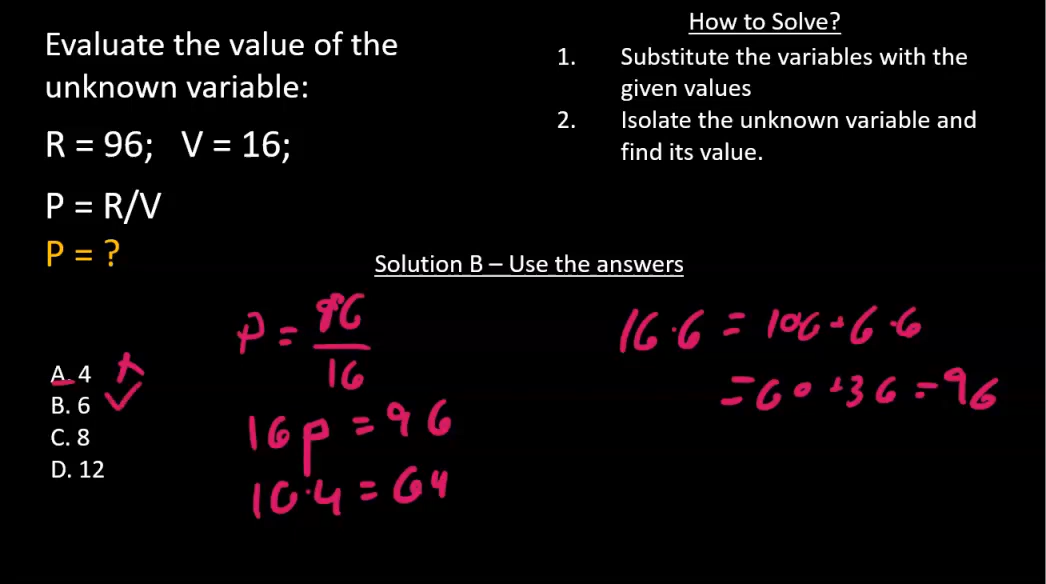 Evaluate the value of the
unknown variable:
R = 96; V = 16;
P = R/V
P = ?
How to Solve?
1. Substitute the variables with the
given values
2. Isolate the unknown variable and
find its value.
Solution B – Use the answers
A. 4
B. 6
C. 8
D. 12
P = 96/16
16P = 96
16·4 = 64
16·6 = 10·6+6·6
=60+36=96